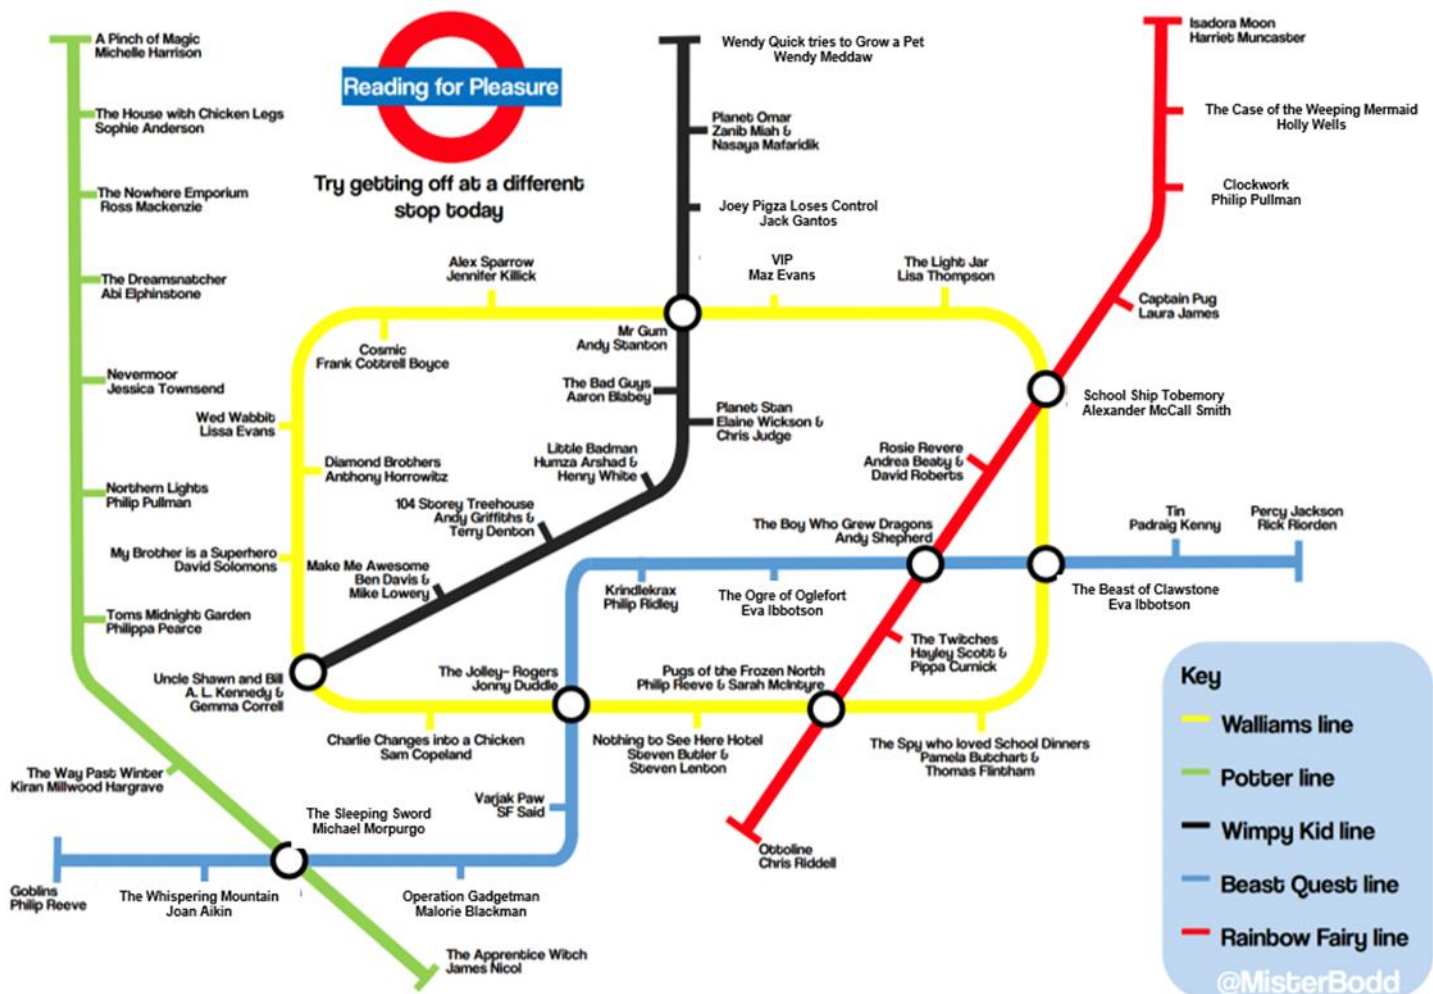 A Pinch of Magic
Michelle Harrison
The House with Chicken Legs
Sophie Anderson
The Nowhere Emporium
Ross Mackenzie
The Dreamsnatcher
Abi Elphinstone
Nevermoor
Jessica Townsend
Northern Lights
Philip Pullman
Toms Midnight Garden
Philippa Pearce
The Way Past Winter
Kiran Millwood Hargrave
The Sleeping Sword
Michael Morpurgo
The Apprentice Witch
James Nicol
Reading for Pleasure
Try getting off at a different
stop today
Wendy Quick tries to Grow a Pet
Wendy Meddaw
Planet Omar
Zanib Miah &
Nasaya Mafaridik
Joey Pigza Loses Control
Jack Gantos
Mr Gum
Andy Stanton
The Bad Guys
Aaron Blabey
Planet Stan
Elaine Wickson &
Chris Judge
Little Badman
Humza Arshad &
Henry White
104 Storey Treehouse
Andy Griffiths &
Terry Denton
Make Me Awesome
Ben Davis &
Mike Lowery
Uncle Shawn and Bill
A. L. Kennedy &
Gemma Correll
Alex Sparrow
Jennifer Killick
VIP
Maz Evans
The Light Jar
Lisa Thompson
Cosmic
Frank Cottrell Boyce
Wed Wabbit
Lissa Evans
Diamond Brothers
Anthony Horrowitz
My Brother is a Superhero
David Solomons
Charlie Changes into a Chicken
Sam Copeland
The Jolley- Rogers
Jonny Duddle
Nothing to See Here Hotel
Steven Butler &
Steven Lenton
Pugs of the Frozen North
Philip Reeve & Sarah McIntyre
The Spy who loved School Dinners
Pamela Butchart &
Thomas Flintham
Isadora Moon
Harriet Muncaster
The Case of the Weeping Mermaid
Holly Wells
Clockwork
Philip Pullman
Captain Pug
Laura James
School Ship Tobemory
Alexander McCall Smith
Rosie Revere
Andrea Beaty &
David Roberts
The Boy Who Grew Dragons
Andy Shepherd
The Twitches
Hayley Scott &
Pippa Curnick
Ottoline
Chris Riddell
Tin
Padraig Kenny
Percy Jackson
Rick Riorden
The Beast of Clawstone
Eva Ibbotson
Krindlekrax
Philip Ridley
The Ogre of Oglefort
Eva Ibbotson
Varjak Paw
SF Said
Operation Gadgetman
Malorie Blackman
The Whispering Mountain
Joan Aikin
Goblins
Philip Reeve
Key
Walliams line
Potter line
Wimpy Kid line
Beast Quest line
Rainbow Fairy line
@MisterBodd